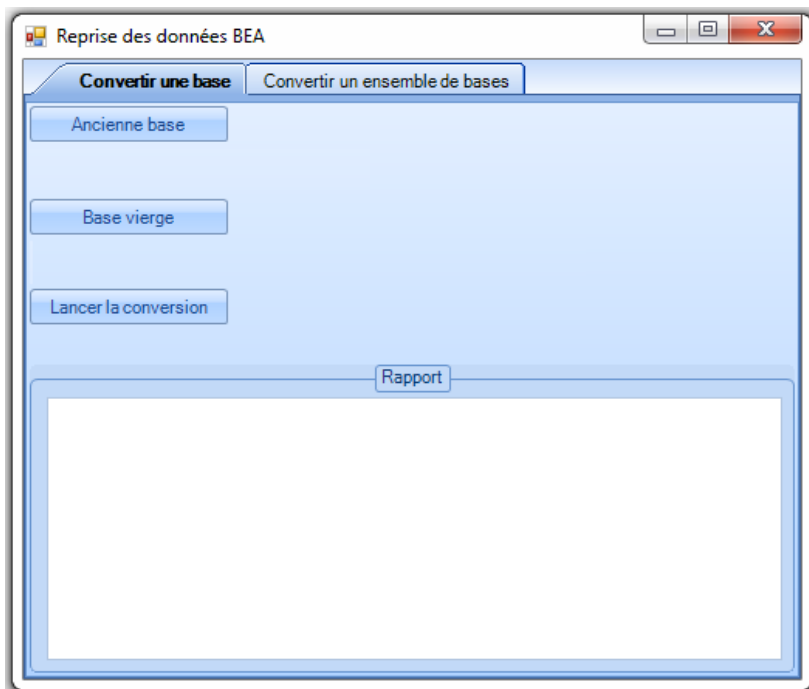 Reprise des données BEA
Convertir une base
Convertir un ensemble de bases
Ancienne base
Base vierge
Lancer la conversion
Rapport